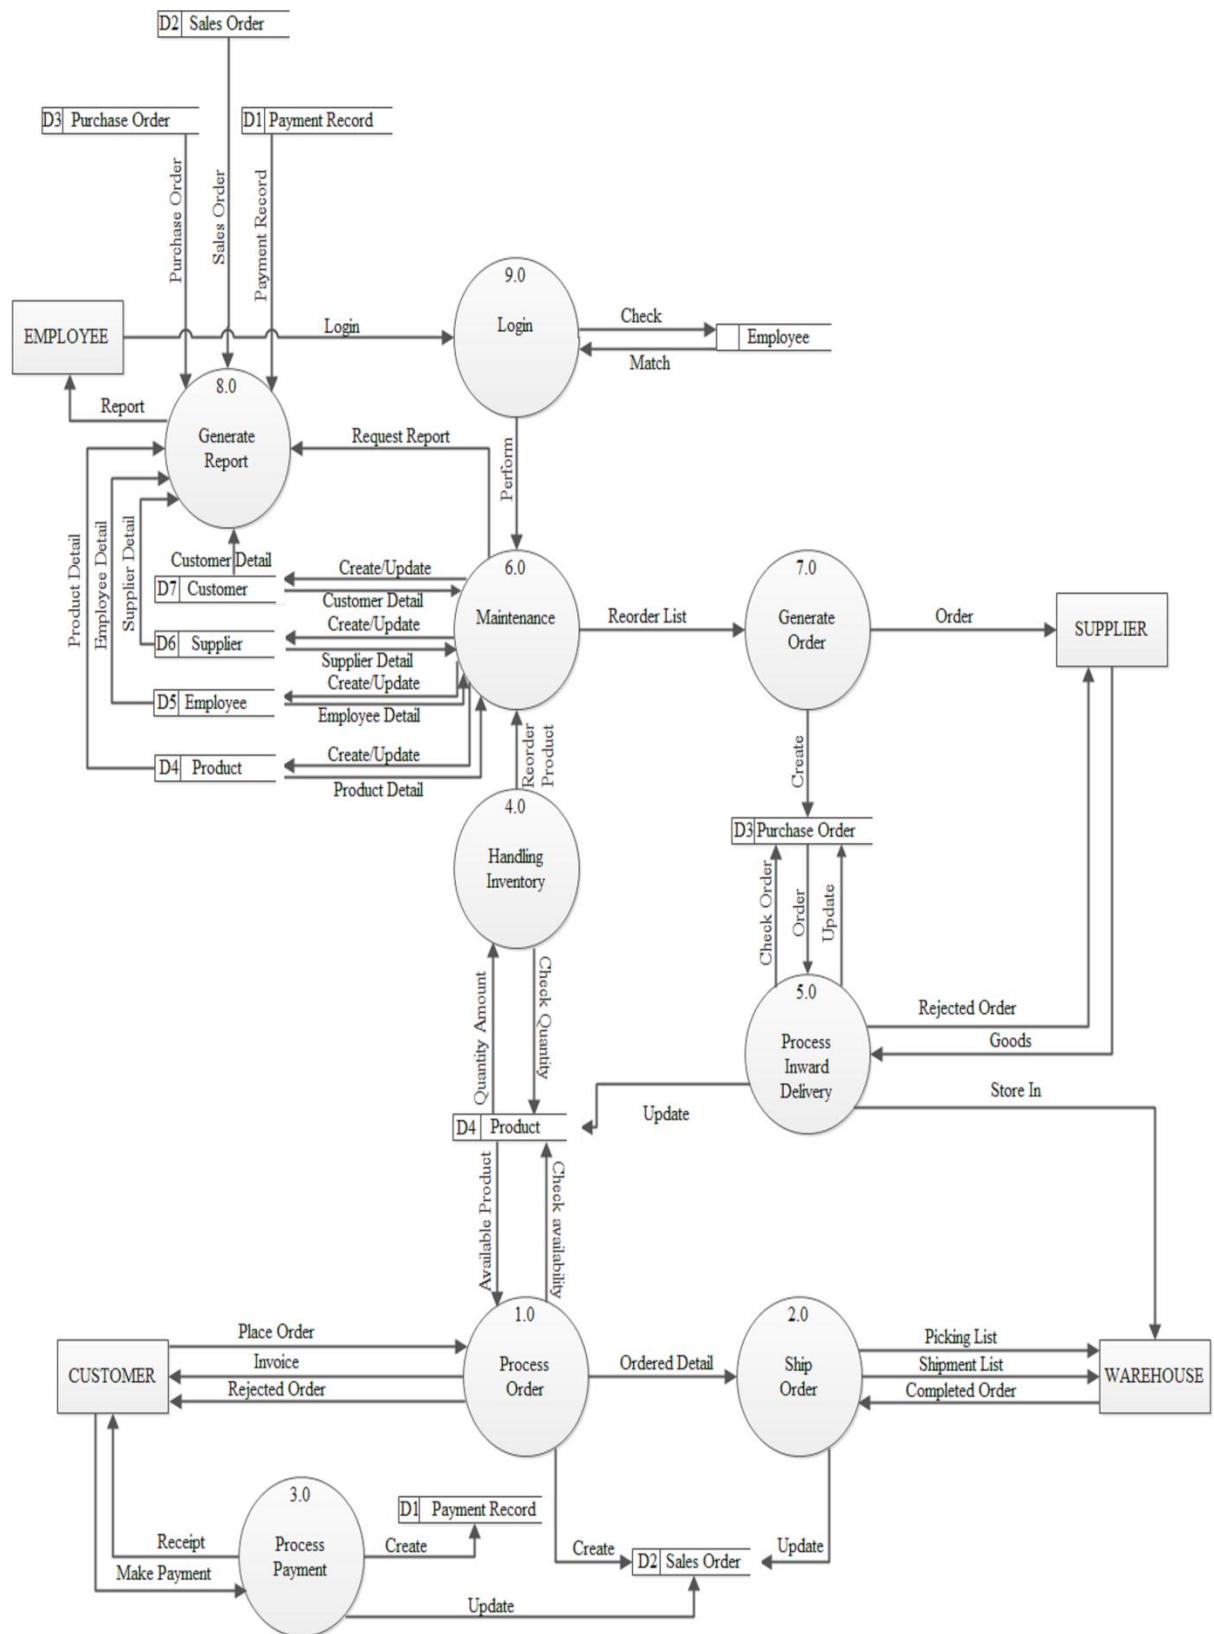 D2 Sales Order
D3 Purchase Order
D1 Payment Record
Purchase Order
Sales Order
Payment Record
EMPLOYEE
Login
9.0
Login
Check
Match
Employee
Report
8.0
Generate
Report
Request Report
Perform
Product Detail
Employee Detail
Supplier Detail
Customer Detail
D7 Customer
Create/Update
Customer Detail
D6 Supplier
Create/Update
Supplier Detail
D5 Employee
Create/Update
Employee Detail
D4 Product
Create/Update
Product Detail
6.0
Maintenance
Reorder List
7.0
Generate
Order
Order
SUPPLIER
Reorder
Product
Create
4.0
Handling
Inventory
D3 Purchase Order
Check Order
Order
Update
Quantity Amount
Check Quantity
5.0
Process
Inward
Delivery
Rejected Order
Goods
Store In
Update
D4 Product
Available Product
Check availability
CUSTOMER
Place Order
Invoice
Rejected Order
1.0
Process
Order
Ordered Detail
2.0
Ship
Order
Picking List
Shipment List
Completed Order
WAREHOUSE
Receipt
Make Payment
3.0
Process
Payment
Create
D1 Payment Record
Create
D2 Sales Order
Update
Update